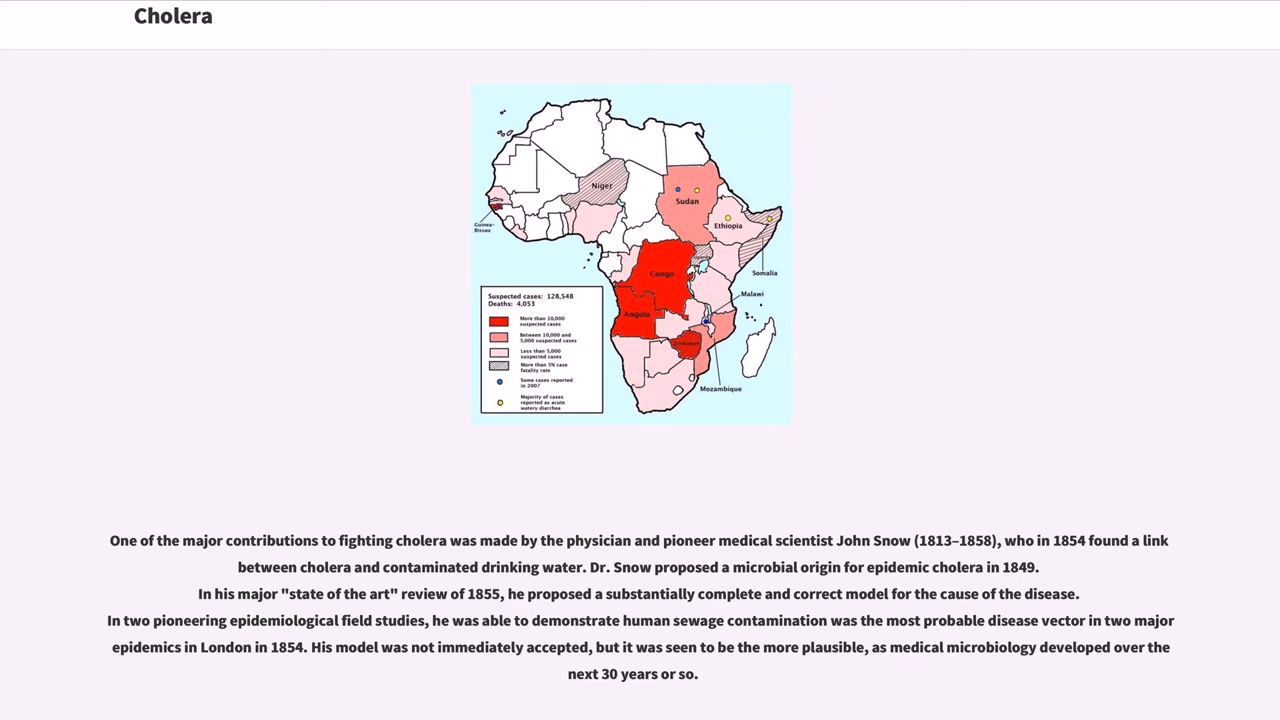 Cholera
Niger
Sudan
Guinea-
Bissau
Ethiopia
Congo
Somalia
Malawi
Angola
Zimbabwe
Mozambique
Suspected cases: 128,548
Deaths: 4,053
More than 10,000
suspected cases
Between 10,000 and
5,000 suspected cases
Less than 5,000
suspected cases
More than 5% case
fatality rate
Some cases reported
in 2007
Majority of cases
reported as acute
watery diarrhea
One of the major contributions to fighting cholera was made by the physician and pioneer medical scientist John Snow (1813–1858), who in 1854 found a link
between cholera and contaminated drinking water. Dr. Snow proposed a microbial origin for epidemic cholera in 1849.
In his major "state of the art" review of 1855, he proposed a substantially complete and correct model for the cause of the disease.
In two pioneering epidemiological field studies, he was able to demonstrate human sewage contamination was the most probable disease vector in two major
epidemics in London in 1854. His model was not immediately accepted, but it was seen to be the more plausible, as medical microbiology developed over the
next 30 years or so.